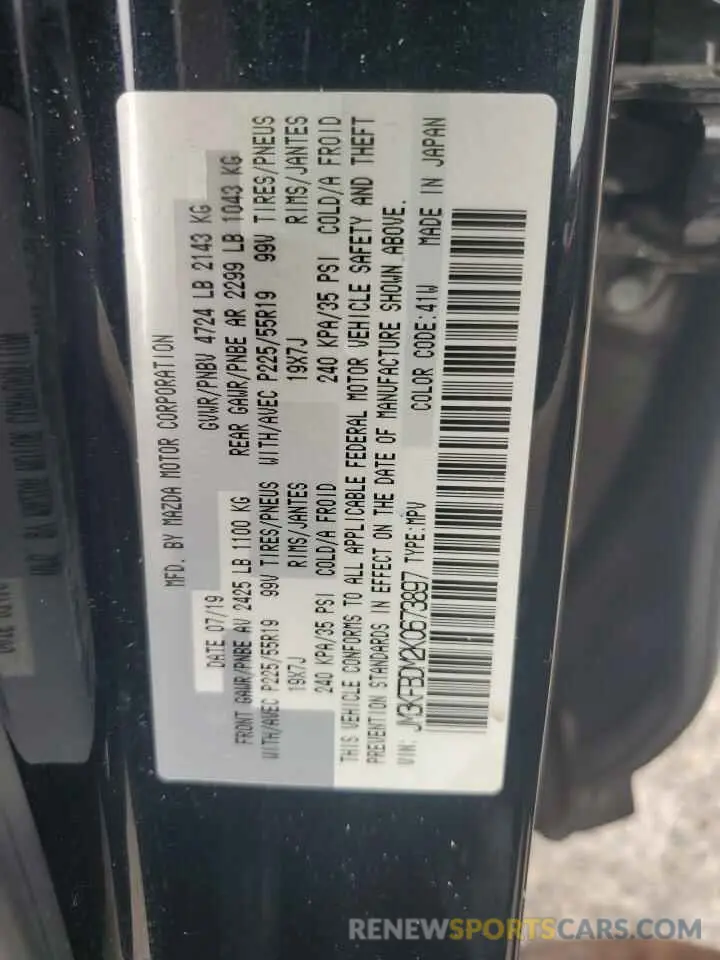 MFD. BY MAZDA MOTOR CORPORATION
DATE 07/19 GVWR/PNBV 4724 LB 2143 KG
FRONT GAWR/PNBE AV 2425 LB 1100 KG REAR GAWR/PNBE AR 2299 LB 1043 KG
WITH/AVEC P225/55R19 99V TIRES/PNEUS WITH/AVEC P225/55R19 99V TIRES/PNEUS
19X7J RIMS/JANTES 19X7J RIMS/JANTES
240 KPA/35 PSI COLD/A FROID 240 KPA/35 PSI COLD/A FROID
THIS VEHICLE CONFORMS TO ALL APPLICABLE FEDERAL MOTOR VEHICLE SAFETY AND THEFT
PREVENTION STANDARDS IN EFFECT ON THE DATE OF MANUFACTURE SHOWN ABOVE.
VIN: JM3KFBDM2K0673897 TYPE:MPV COLOR CODE:41W MADE IN JAPAN
RENEWSPORTSCARS.COM